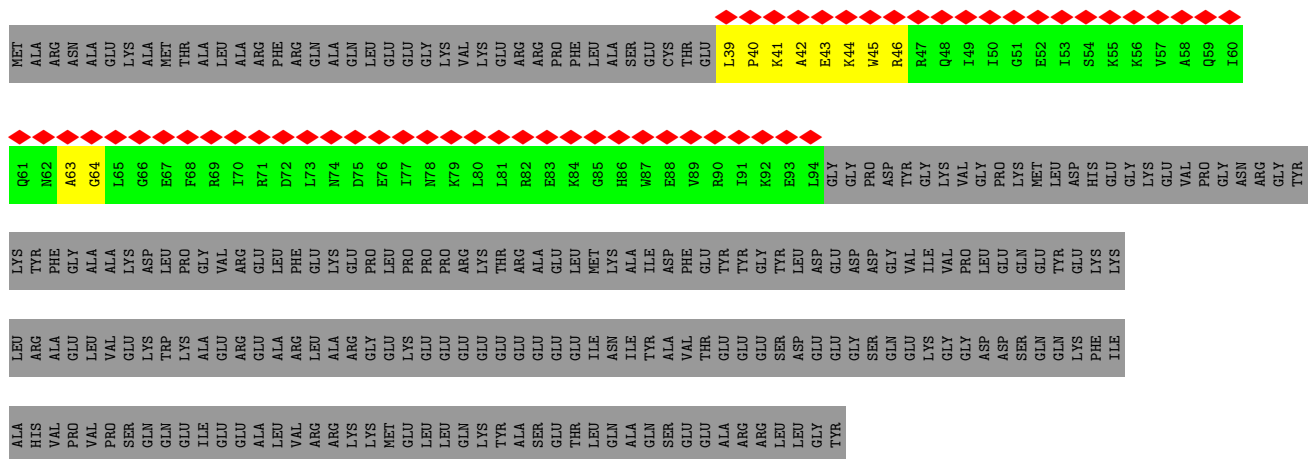 MET ALA ARG ASN ALA GLU LYS ALA MET THR ALA LEU ALA ARG PHE ARG GLN ALA GLN LEU GLU GLU GLY LYS VAL LYS GLU ARG ARG PRO PHE LEU ALA SER GLU CYS THR GLU L39 P40 K41 A42 E43 K44 W45 R46 R47 Q48 I49 I50 G51 E52 I53 S54 K55 K56 V57 A58 Q59 I60
Q61 N62 A63 G64 L65 G66 E67 F68 R69 I70 R71 D72 L73 N74 D75 E76 I77 N78 K79 L80 L81 R82 E83 K84 G85 H86 W87 E88 V89 R90 I91 K92 E93 L94 GLY GLY PRO ASP TYR GLY LYS VAL GLY PRO LYS MET LEU ASP HIS GLU GLY LYS GLU VAL PRO GLY ASN ARG GLY TYR
LYS TYR PHE GLY ALA ALA LYS ASP LEU PRO GLY VAL ARG GLU LEU PHE GLU LYS GLU PRO LEU PRO PRO PRO ARG LYS THR ARG ALA GLU LEU MET LYS ALA ILE ASP PHE GLU TYR TYR GLY TYR LEU ASP GLU ASP ASP GLY VAL ILE VAL PRO LEU GLU GLN GLU TYR GLU LYS LYS
LEU ARG ALA GLU LEU VAL GLU LYS TRP LYS ALA GLU ARG GLU ALA ARG LEU ALA ARG GLY GLU LYS GLU GLU GLU GLU GLU GLU GLU GLU ILE ASN ILE TYR ALA VAL THR GLU GLU GLU SER ASP GLU GLU GLY SER GLN GLU LYS GLY GLY ASP ASP SER GLN GLN LYS PHE ILE
ALA HIS VAL PRO VAL PRO SER GLN GLN GLU ILE GLU GLU ALA LEU VAL ARG ARG LYS LYS MET GLU LEU LEU GLN LYS TYR ALA SER GLU THR LEU GLN ALA GLN SER GLU GLU ALA ARG ARG LEU LEU GLY TYR